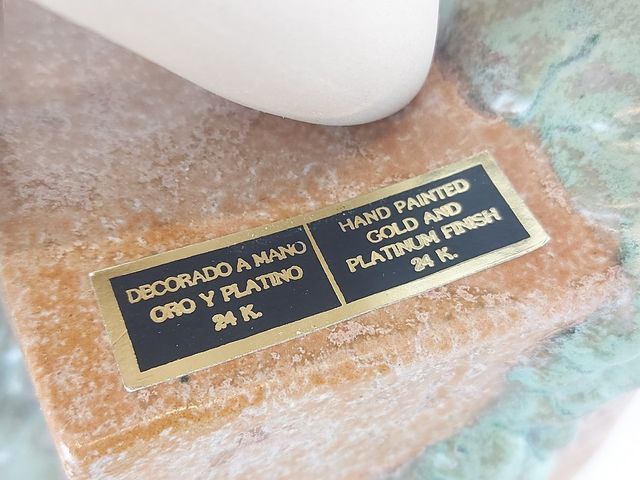 DECORADO A MANO
ORO Y PLATINO
24 K.
HAND PAINTED
GOLD AND
PLATINUM FINISH
24 K.